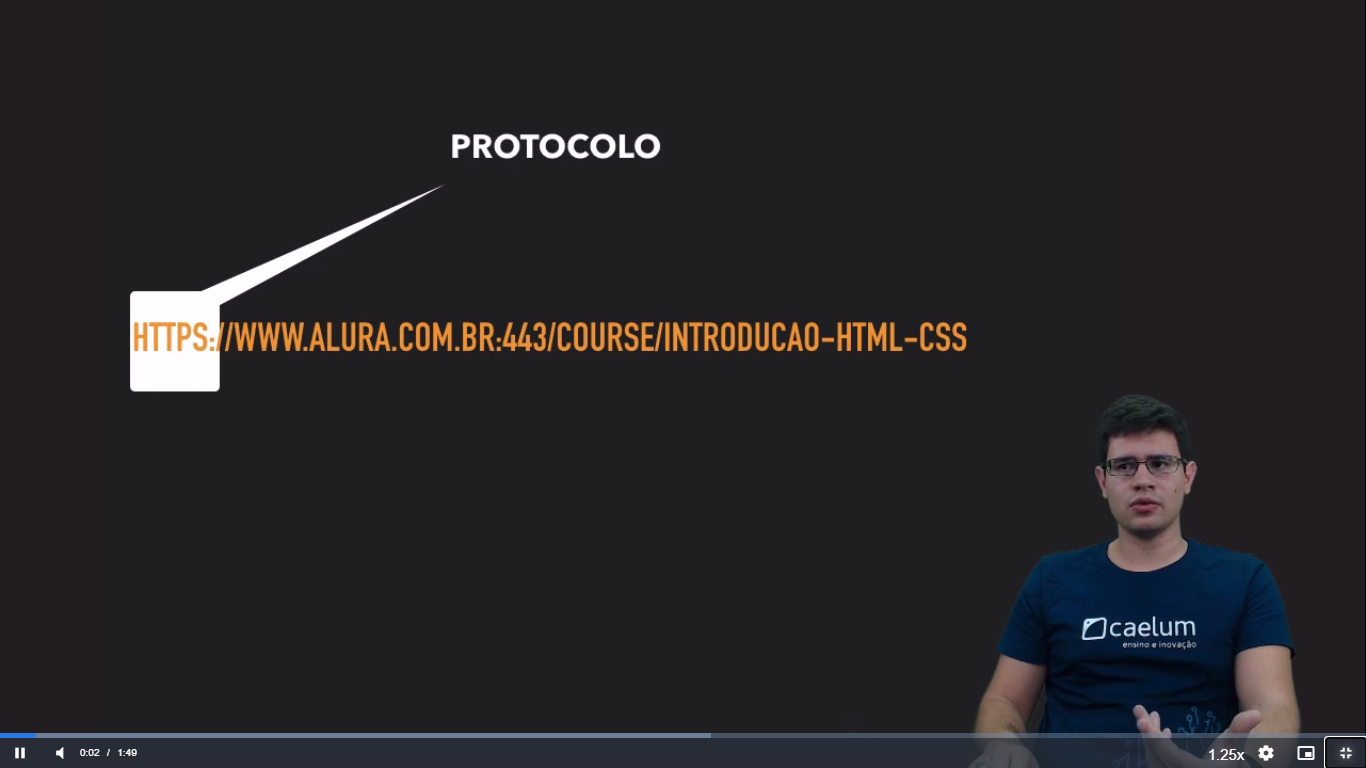 PROTOCOLO
HTTPS://WWW.ALURA.COM.BR:443/COURSE/INTRODUCAO-HTML-CSS
caelum
ensino e inovação
0:02 / 1:49
1.25x